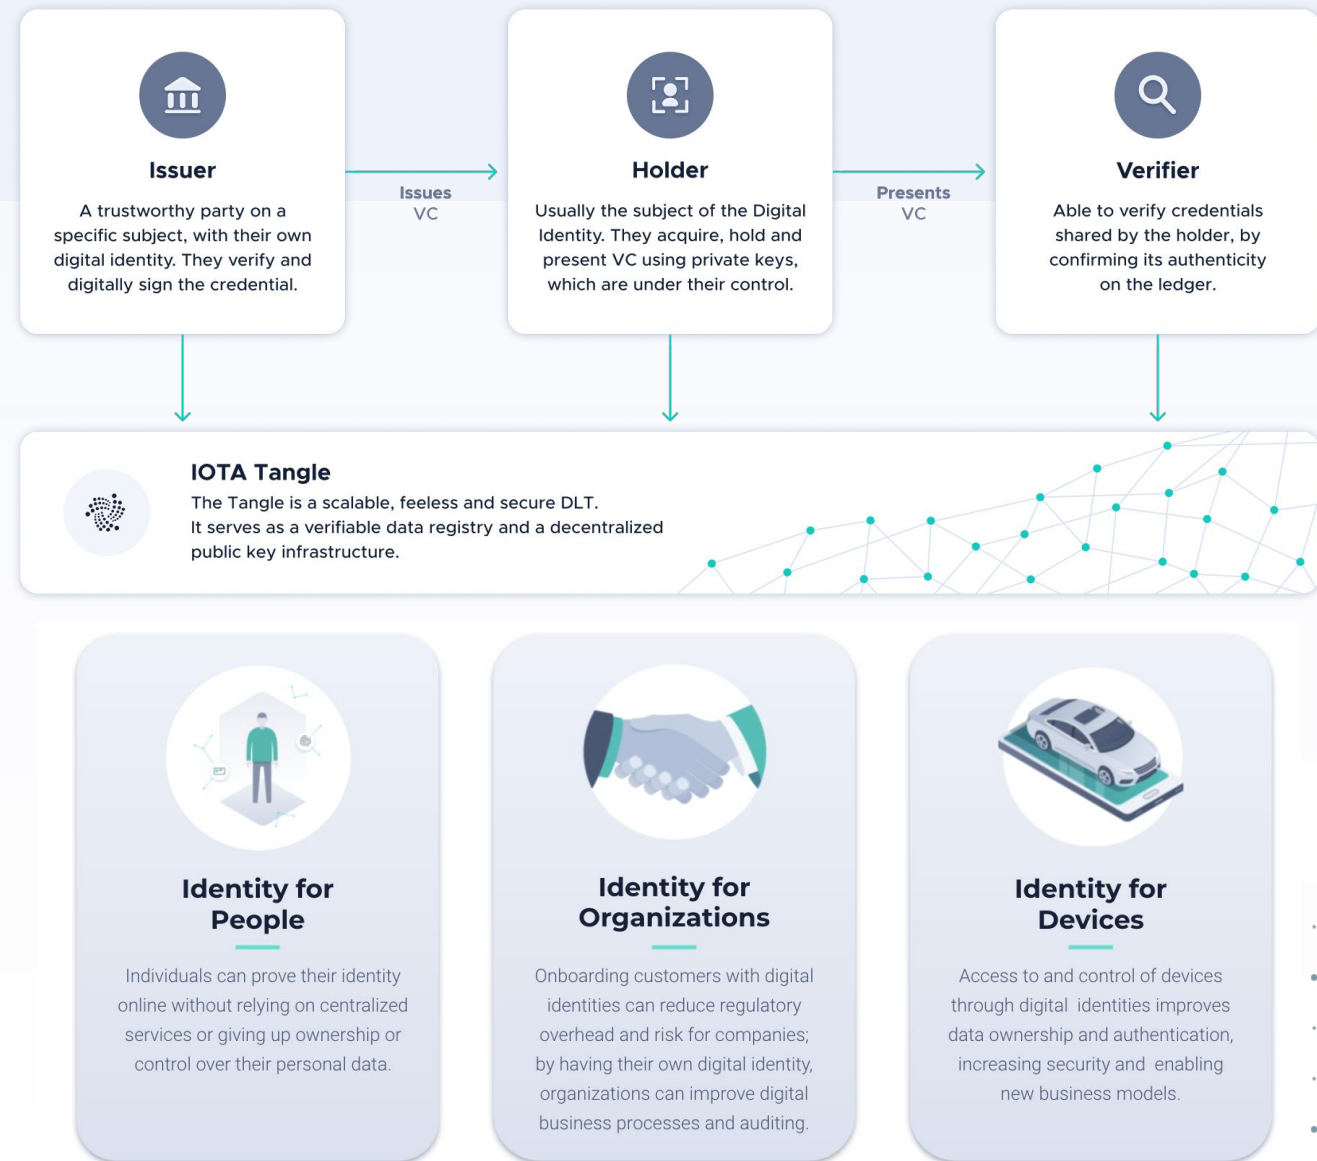 Issuer
A trustworthy party on a
specific subject, with their own
digital identity. They verify and
digitally sign the credential.
Issues
VC
Holder
Usually the subject of the Digital
Identity. They acquire, hold and
present VC using private keys,
which are under their control.
Presents
VC
Verifier
Able to verify credentials
shared by the holder, by
confirming its authenticity
on the ledger.
IOTA Tangle
The Tangle is a scalable, feeless and secure DLT.
It serves as a verifiable data registry and a decentralized
public key infrastructure.
Identity for
People
Individuals can prove their identity
online without relying on centralized
services or giving up ownership or
control over their personal data.
Identity for
Organizations
Onboarding customers with digital
identities can reduce regulatory
overhead and risk for companies;
by having their own digital identity,
organizations can improve digital
business processes and auditing.
Identity for
Devices
Access to and control of devices
through digital identities improves
data ownership and authentication,
increasing security and enabling
new business models.